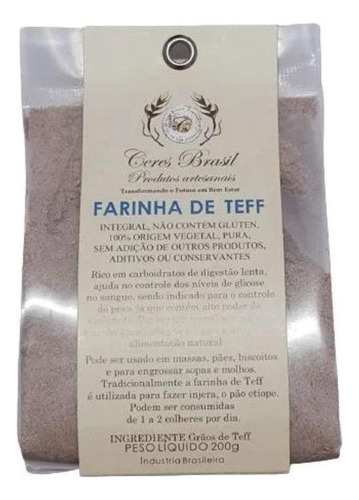 Ceres Brasil
Produtos artesanais
Transformando o Futuro em Bem Estar
FARINHA DE TEFF
INTEGRAL, NÃO CONTÉM GLÚTEN,
100% ORIGEM VEGETAL, PURA,
SEM ADIÇÃO DE OUTROS PRODUTOS,
ADITIVOS OU CONSERVANTES
Rico em carboidratos de digestão lenta,
ajuda no controle dos níveis de glicose
no sangue, sendo indicado para o controle
de peso, já que contém alto poder de
alimentação natural
Pode ser usado em massas, pães, biscoitos
e para engrossar sopas e molhos.
Tradicionalmente a farinha de Teff
é utilizada para fazer injera, o pão etíope.
Podem ser consumidas
de 1 a 2 colheres por dia.
INGREDIENTE Grãos de Teff
PESO LÍQUIDO 200g
Industria Brasileira